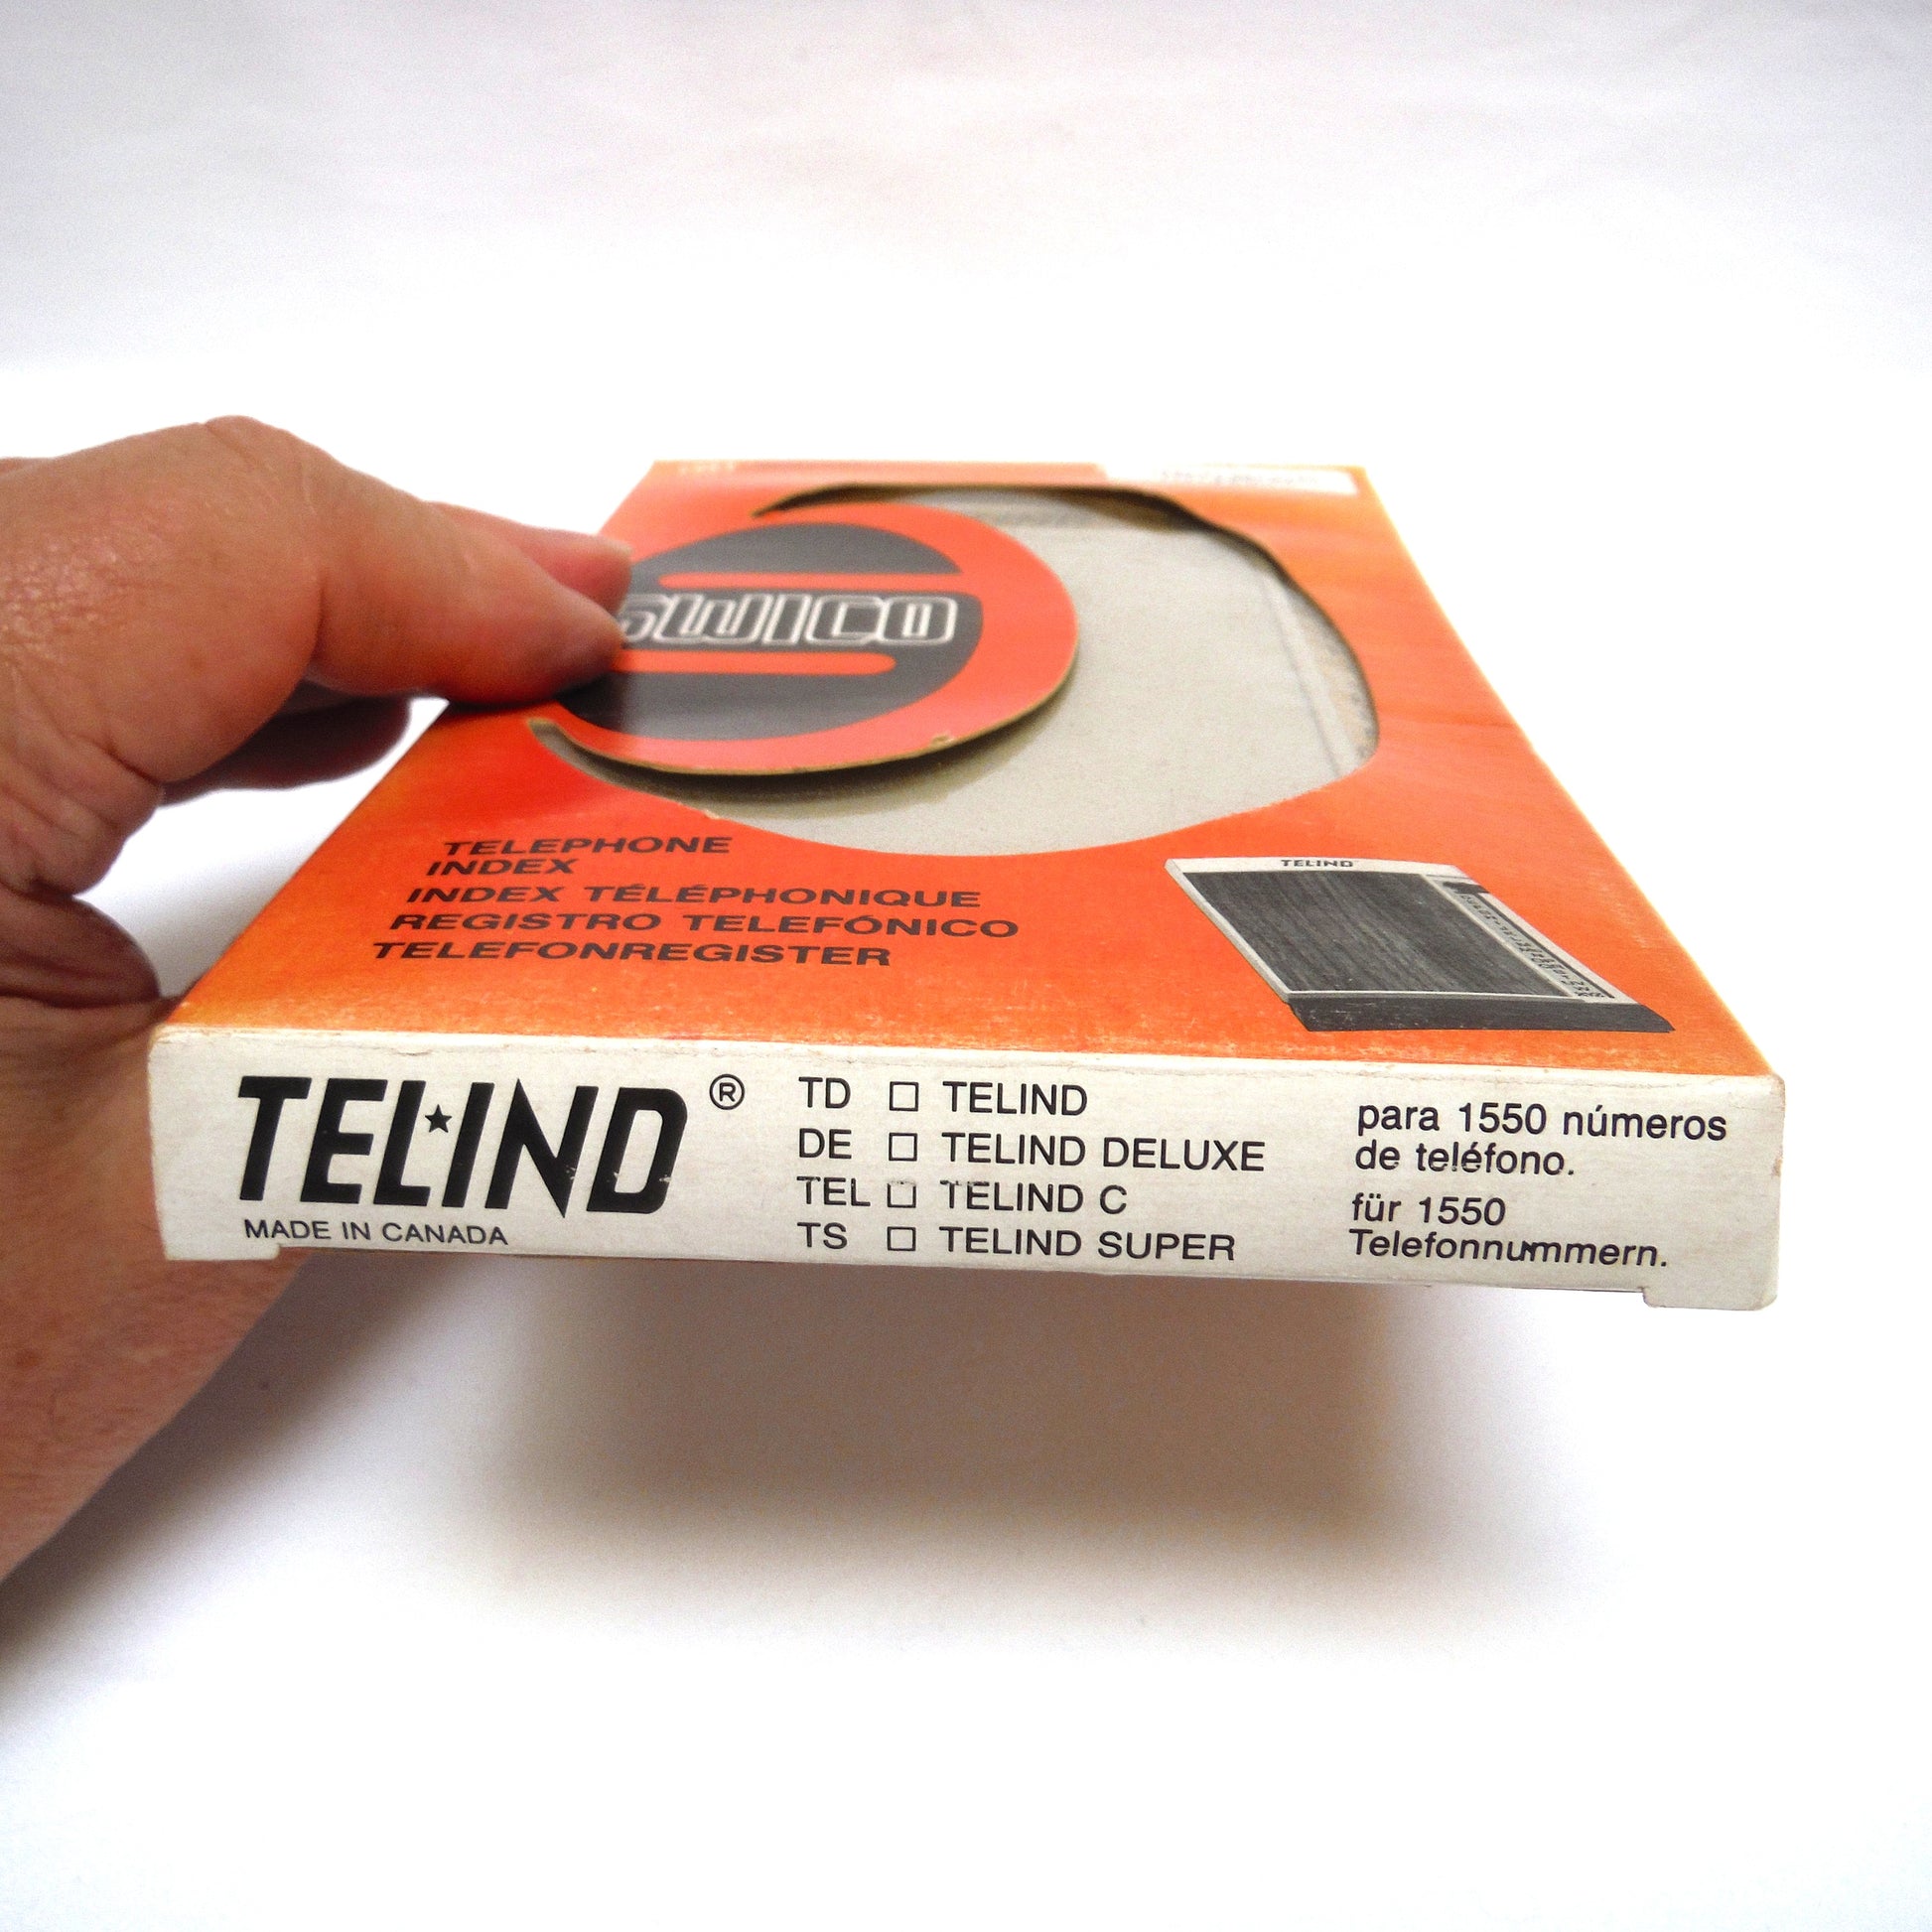 SWICO
TELEPHONE
INDEX
INDEX TÉLÉPHONIQUE
REGISTRO TELEFÓNICO
TELEFONREGISTER
TELIND
TEL★IND ®
MADE IN CANADA
TD □ TELIND
DE □ TELIND DELUXE
TEL □ TELIND C
TS □ TELIND SUPER
para 1550 números
de teléfono.
für 1550
Telefonnummern.